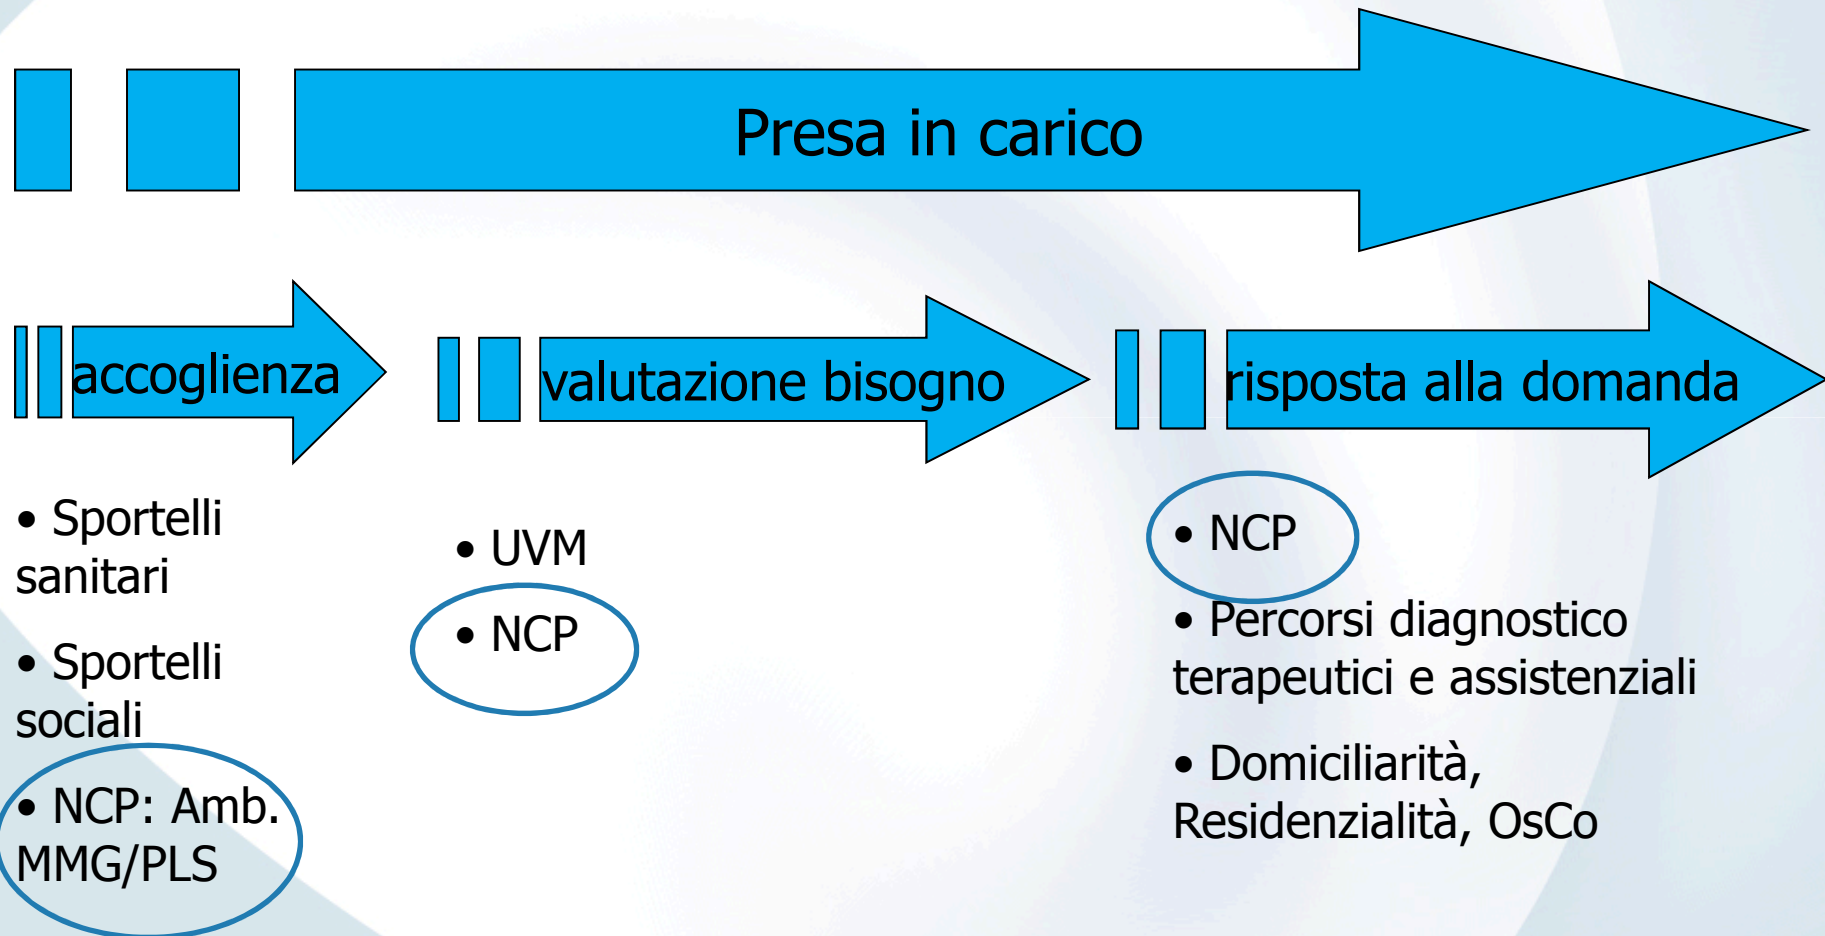 Presa in carico
accoglienza
valutazione bisogno
risposta alla domanda
• Sportelli
sanitari
• Sportelli
sociali
• NCP: Amb.
MMG/PLS
• UVM
• NCP
• NCP
• Percorsi diagnostico
terapeutici e assistenziali
• Domiciliarità,
Residenzialità, OsCo